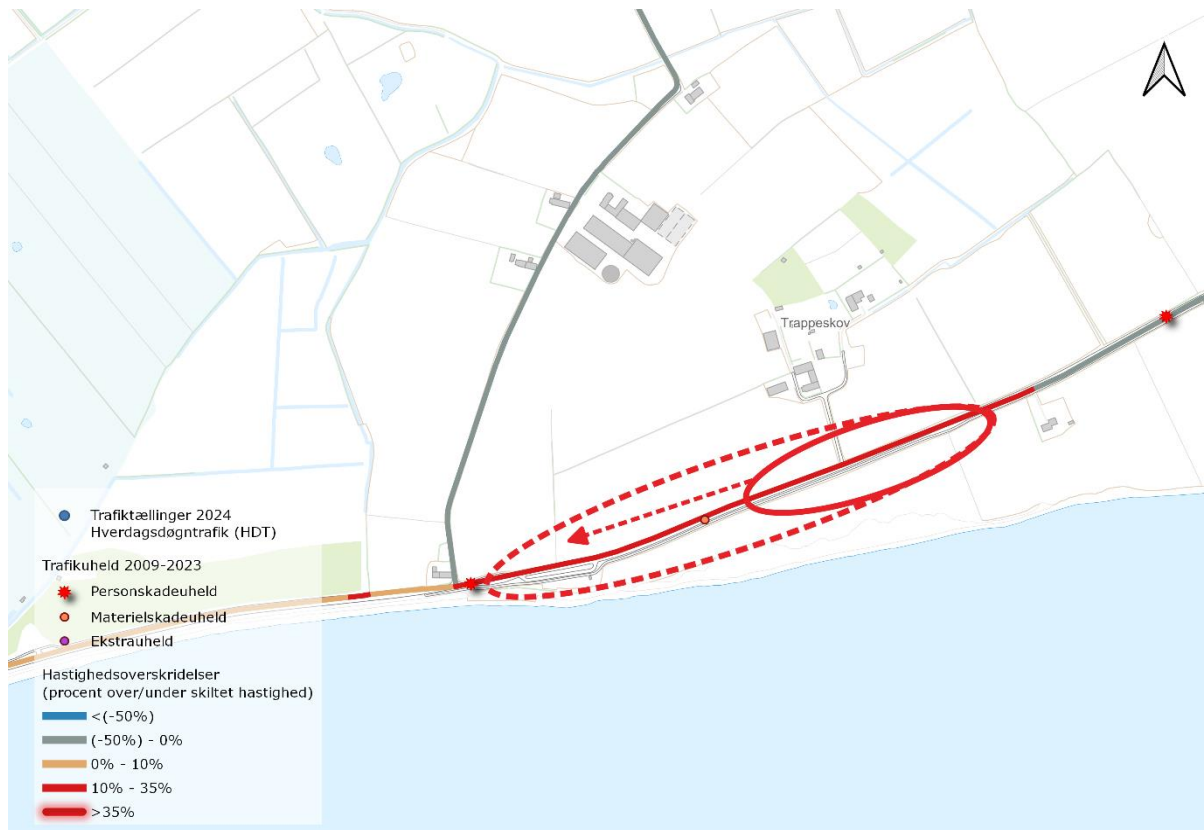 Trappeskov
Trafiktællinger 2024
Hverdagsdøgntrafik (HDT)
Trafikuheld 2009-2023
Personskadeuheld
Materielskadeuheld
Ekstrauheld
Hastighedsoverskridelser
(procent over/under skiltet hastighed)
<(-50%)
(-50%) - 0%
0% - 10%
10% - 35%
>35%